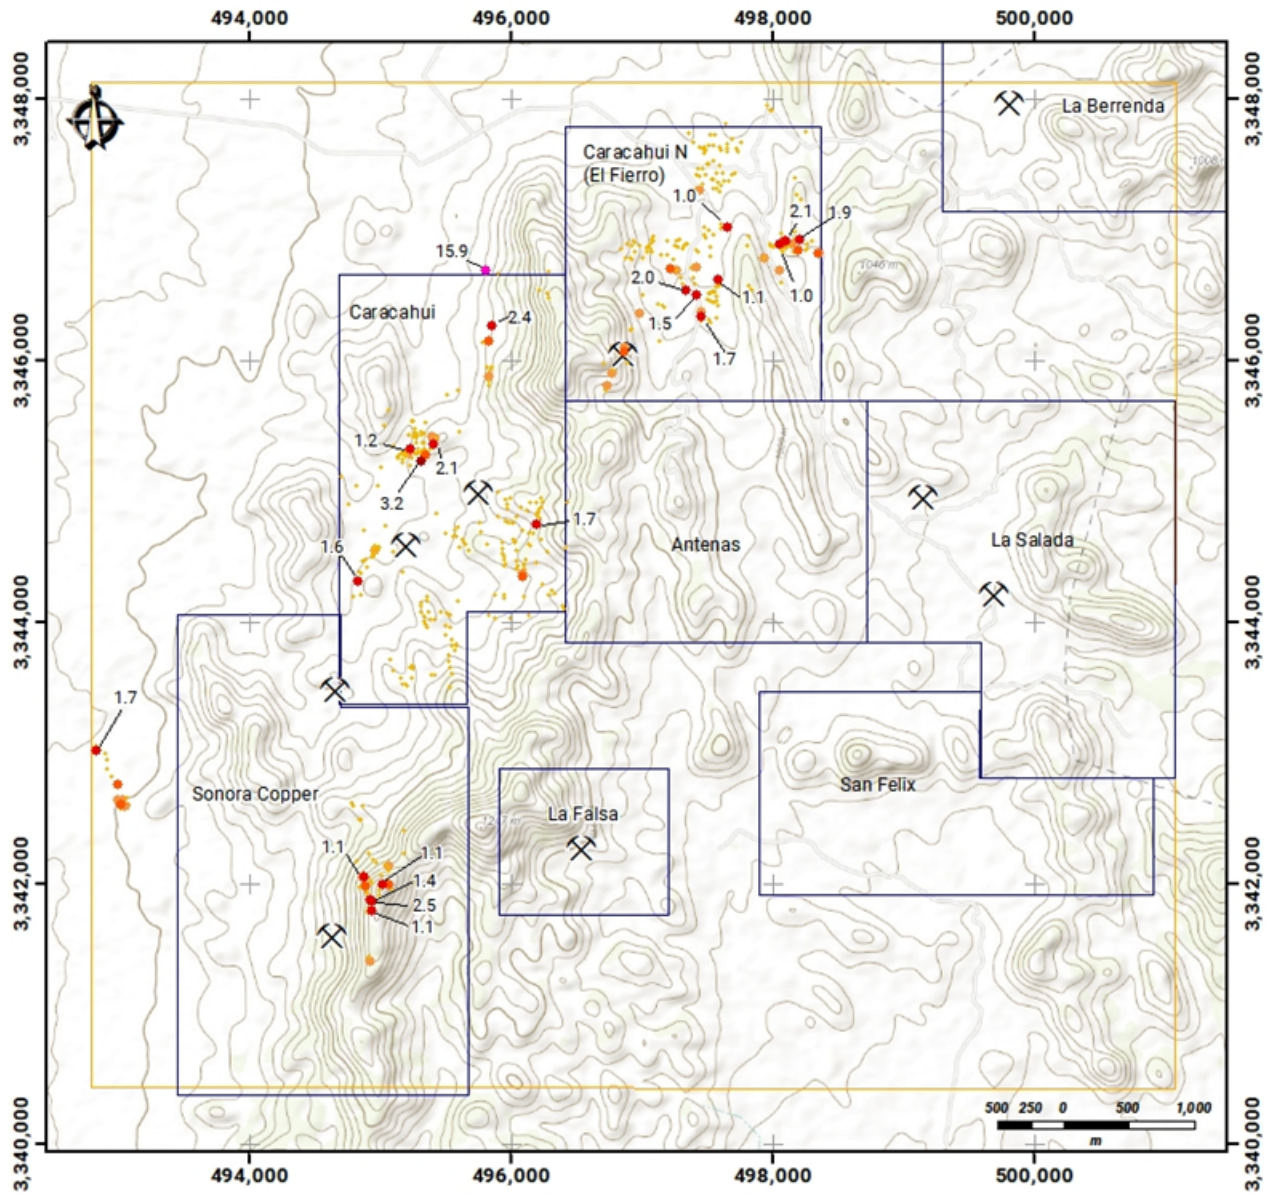 494,000 496,000 498,000 500,000
3,348,000
3,348,000
La Berrenda
Caracahui N
(El Fierro)
1.0
2.1
1.9
15.9
1046 m
2.0
1.1
1.0
Caracahui
2.4
1.5
1.7
3,346,000
3,346,000
1.2
2.1
3.2
1.7
1.6
Antenas
La Salada
3,344,000
3,344,000
1.7
Sonora Copper
San Felix
La Falsa
1.1
1.1
1.4
2.5
1.1
3,342,000
3,342,000
500 250 0 500 1,000
m
3,340,000
3,340,000
494,000 496,000 498,000 500,000